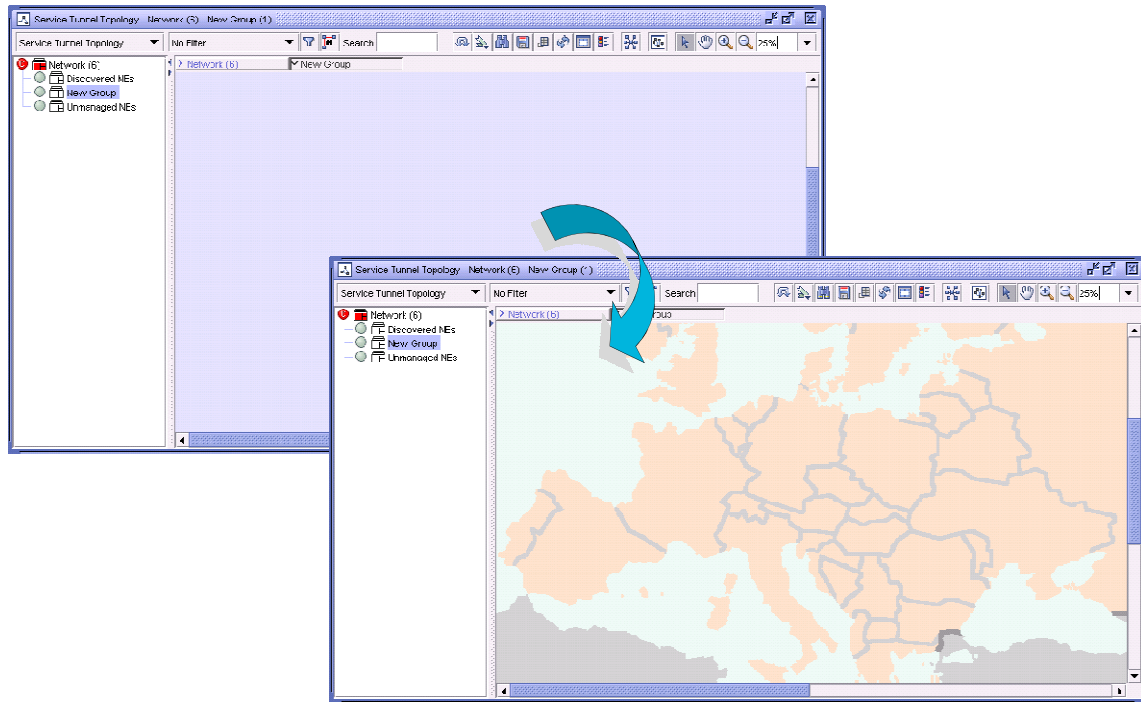 Service Tunnel Topology Network (6) New Group (1)
Service Tunnel Topology No Filter Search 25%
Network (6) Network (6) New Group
Discovered NEs
New Group
Unmanaged NEs
Service Tunnel Topology Network (6) New Group (1)
Service Tunnel Topology No Filter Search 25%
Network (6) Network (6) oup
Discovered NEs
New Group
Unmanaged NEs